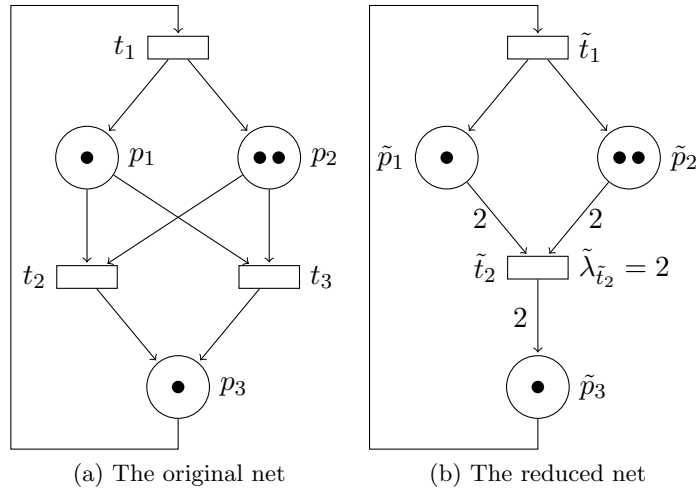 t₁
t̃₁
p₁
p₂
p̃₁
p̃₂
2
2
t₂
t₃
t̃₂
λ̃_{t̃₂} = 2
2
p₃
p̃₃
(a) The original net
(b) The reduced net